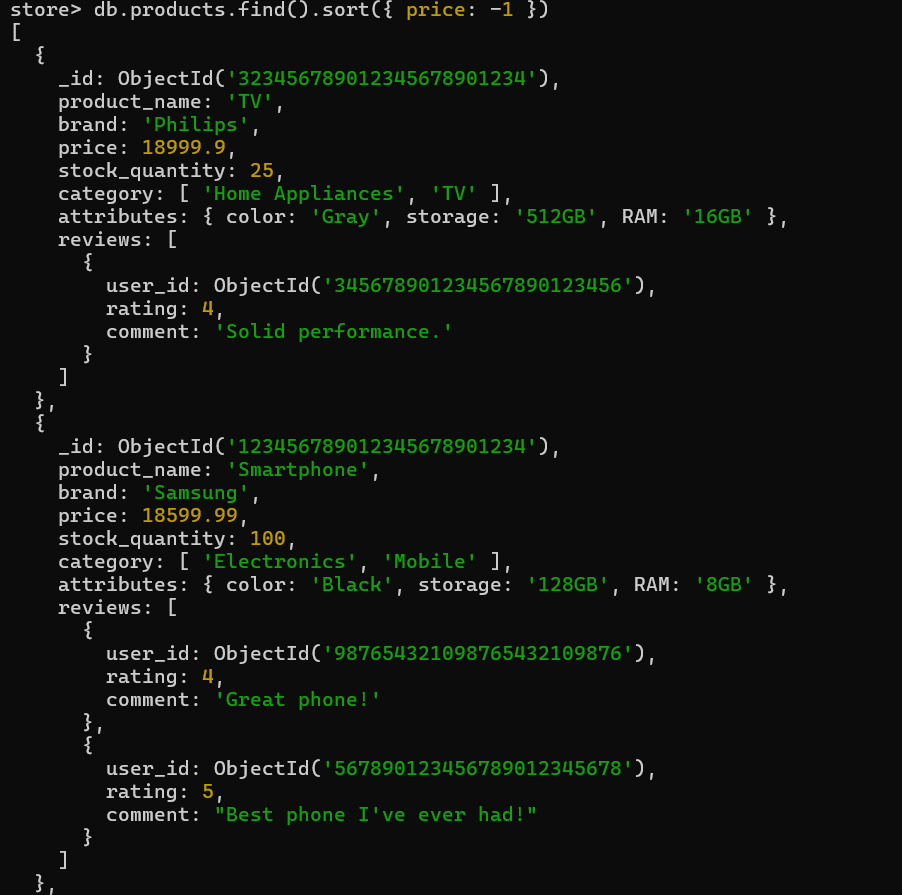 store> db.products.find().sort({ price: -1 })
[
  {
    _id: ObjectId('323456789012345678901234'),
    product_name: 'TV',
    brand: 'Philips',
    price: 18999.9,
    stock_quantity: 25,
    category: [ 'Home Appliances', 'TV' ],
    attributes: { color: 'Gray', storage: '512GB', RAM: '16GB' },
    reviews: [
      {
        user_id: ObjectId('345678901234567890123456'),
        rating: 4,
        comment: 'Solid performance.'
      }
    ]
  },
  {
    _id: ObjectId('123456789012345678901234'),
    product_name: 'Smartphone',
    brand: 'Samsung',
    price: 18599.99,
    stock_quantity: 100,
    category: [ 'Electronics', 'Mobile' ],
    attributes: { color: 'Black', storage: '128GB', RAM: '8GB' },
    reviews: [
      {
        user_id: ObjectId('987654321098765432109876'),
        rating: 4,
        comment: 'Great phone!'
      },
      {
        user_id: ObjectId('567890123456789012345678'),
        rating: 5,
        comment: "Best phone I've ever had!"
      }
    ]
  },